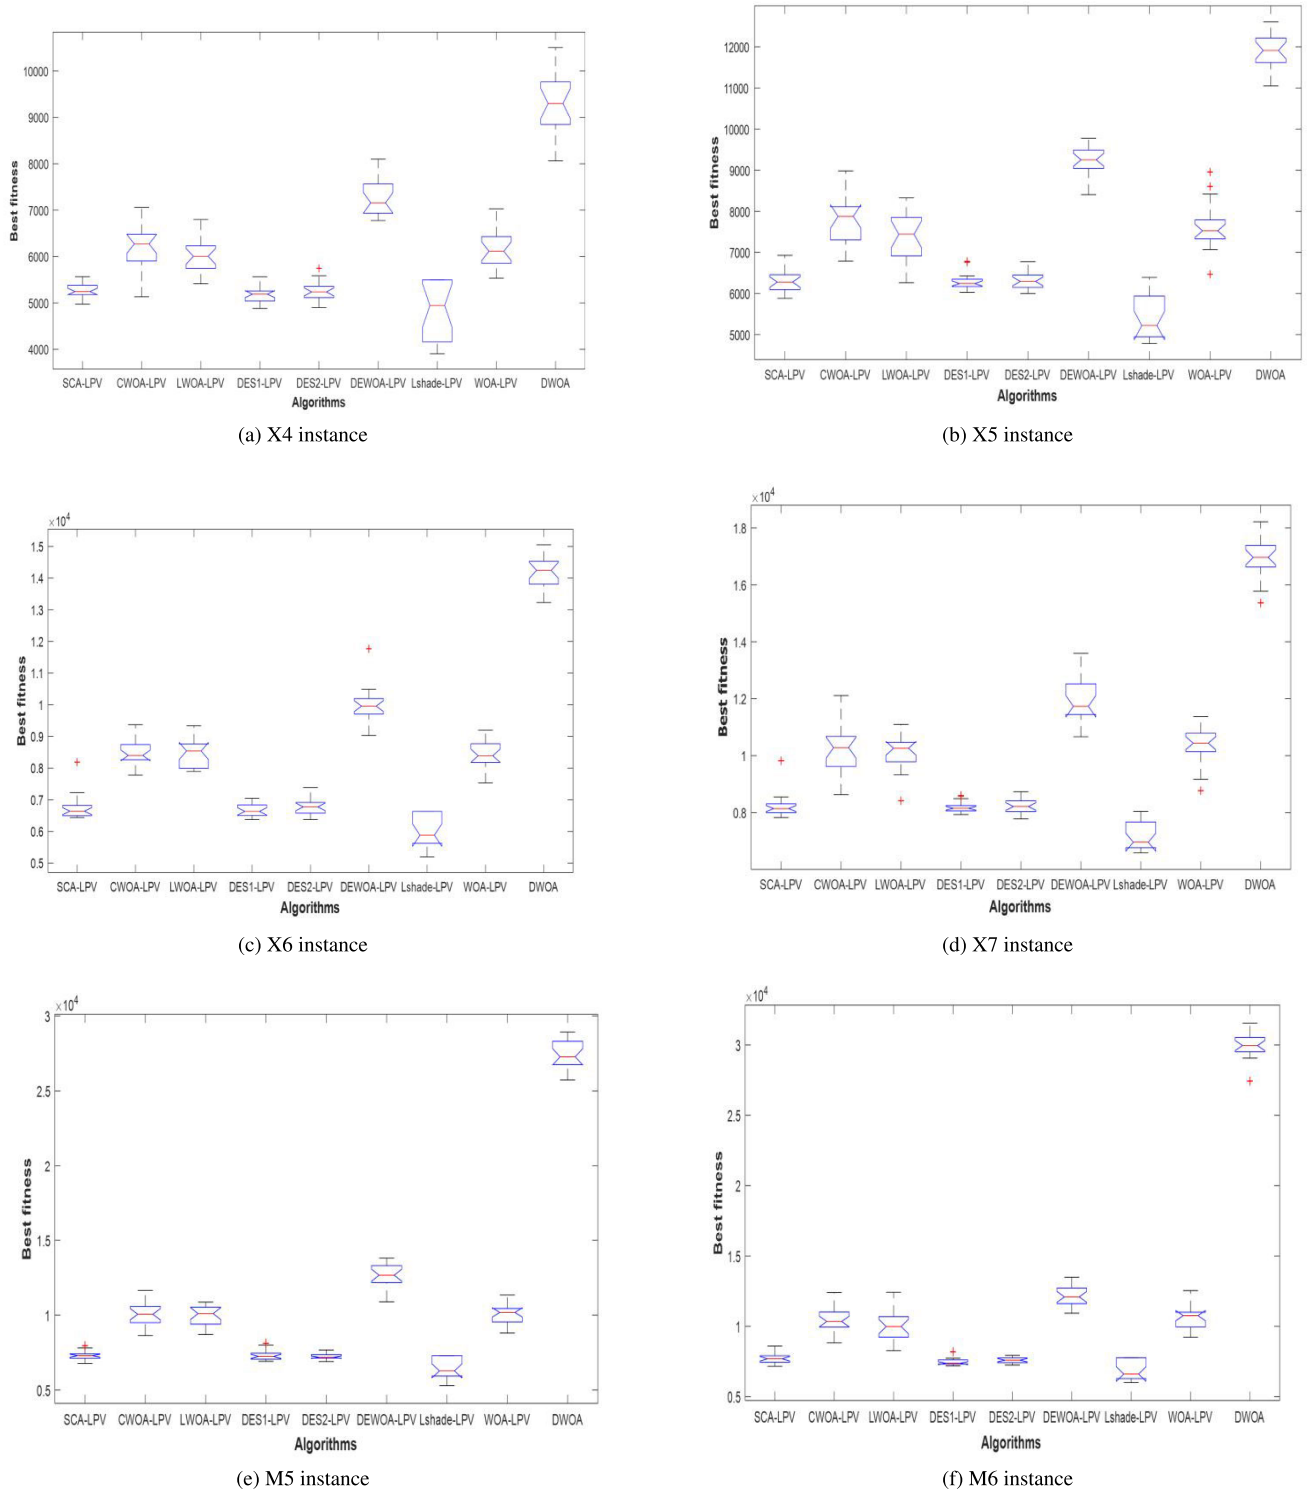 10000
9000
8000
7000
6000
5000
4000
Best fitness
SCA-LPV CWOA-LPV LWOA-LPV DES1-LPV DES2-LPV DEWOA-LPV Lshade-LPV WOA-LPV DWOA
Algorithms
(a) X4 instance
12000
11000
10000
9000
8000
7000
6000
5000
Best fitness
SCA-LPV CWOA-LPV LWOA-LPV DES1-LPV DES2-LPV DEWOA-LPV Lshade-LPV WOA-LPV DWOA
Algorithms
(b) X5 instance
×10^4
1.5
1.4
1.3
1.2
1.1
1
0.9
0.8
0.7
0.6
0.5
Best fitness
SCA-LPV CWOA-LPV LWOA-LPV DES1-LPV DES2-LPV DEWOA-LPV Lshade-LPV WOA-LPV DWOA
Algorithms
(c) X6 instance
×10^4
1.8
1.6
1.4
1.2
1
0.8
Best fitness
SCA-LPV CWOA-LPV LWOA-LPV DES1-LPV DES2-LPV DEWOA-LPV Lshade-LPV WOA-LPV DWOA
Algorithms
(d) X7 instance
×10^4
3
2.5
2
1.5
1
0.5
Best fitness
SCA-LPV CWOA-LPV LWOA-LPV DES1-LPV DES2-LPV DEWOA-LPV Lshade-LPV WOA-LPV DWOA
Algorithms
(e) M5 instance
×10^4
3
2.5
2
1.5
1
0.5
Best fitness
SCA-LPV CWOA-LPV LWOA-LPV DES1-LPV DES2-LPV DEWOA-LPV Lshade-LPV WOA-LPV DWOA
Algorithms
(f) M6 instance